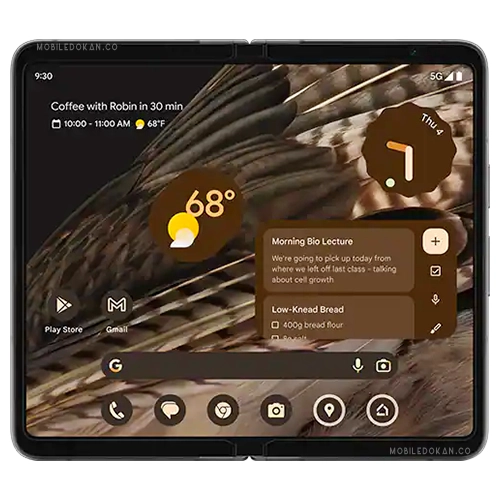 MOBILEDOKAN.CO
9:30
5G
Coffee with Robin in 30 min
10:00 - 11:00 AM 68°F
Thu 4
68°
Morning Bio Lecture
We're going to pick up today from
where we left off last class - talking
about cell growth
Low-Knead Bread
400g bread flour
8g salt
Play Store
Gmail
G
MOBILEDOKAN.CO